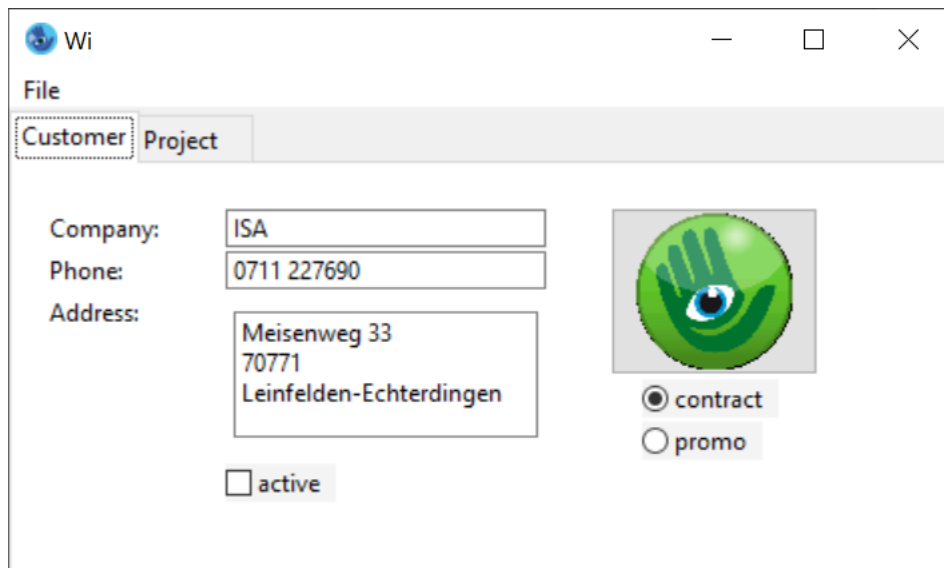 Wi
File
Customer Project
Company: ISA
Phone: 0711 227690
Address:
Meisenweg 33
70771
Leinfelden-Echterdingen
contract
promo
active